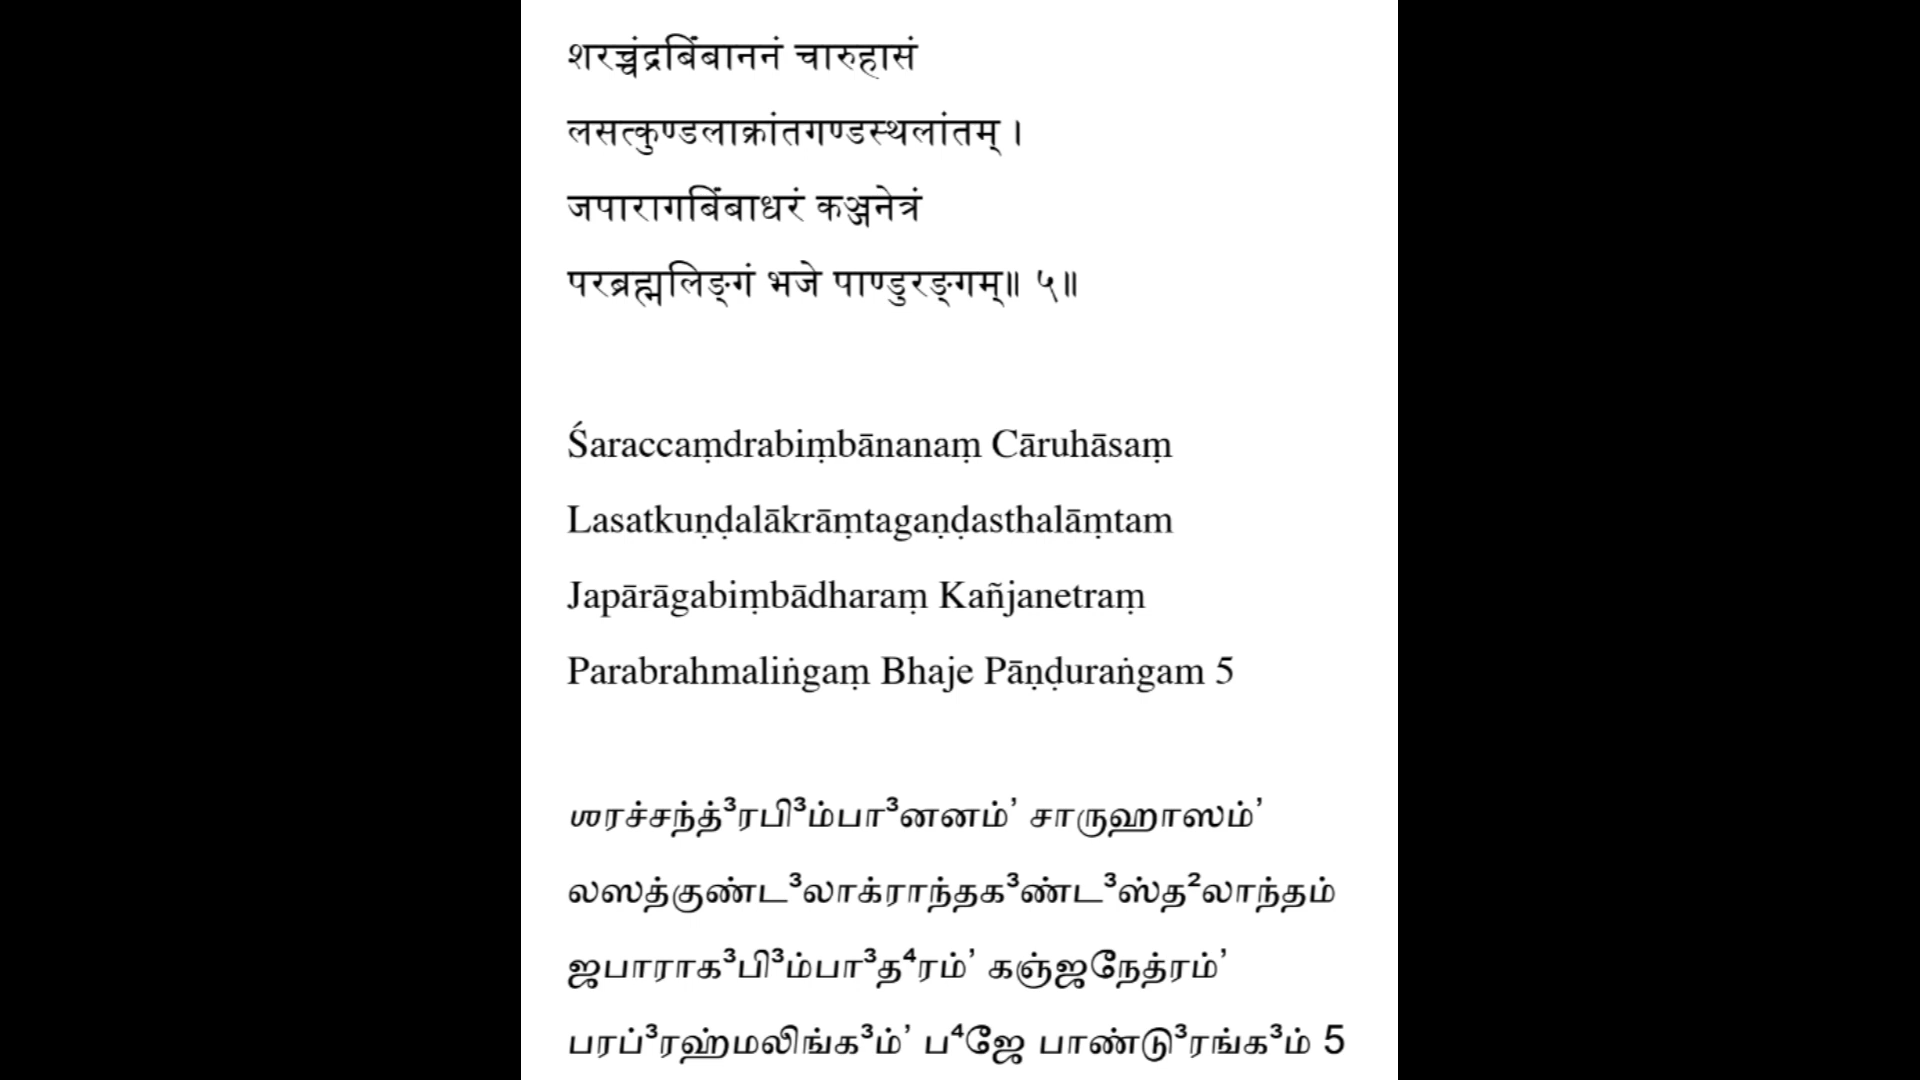 शरच्चंद्रबिंबाननं चारुहासं
लसत्कुण्डलाक्रांतगण्डस्थलांतम् ।
जपारागबिंबाधरं कञ्जनेत्रं
परब्रह्मलिङ्गं भजे पाण्डुरङ्गम्॥ ५॥
Śaraccaṃdrabiṃbānanaṃ Cāruhāsaṃ
Lasatkuṇḍalākrāṃtagaṇḍasthalāṃtam
Japārāgabiṃbādharaṃ Kañjanetraṃ
Parabrahmaliṅgaṃ Bhaje Pāṇḍuraṅgam 5
ஶரச்சந்த்³ரபி³ம்பா³னனம்ʼ சாருஹாஸம்ʼ
லஸத்குண்ட³லாக்ராந்தக³ண்ட³ஸ்த²லாந்தம்
ஜபாராக³பி³ம்பா³த⁴ரம்ʼ கஞ்ஜநேத்ரம்ʼ
பரப்³ரஹ்மலிங்க³ம்ʼ ப⁴ஜே பாண்டு³ரங்க³ம் 5